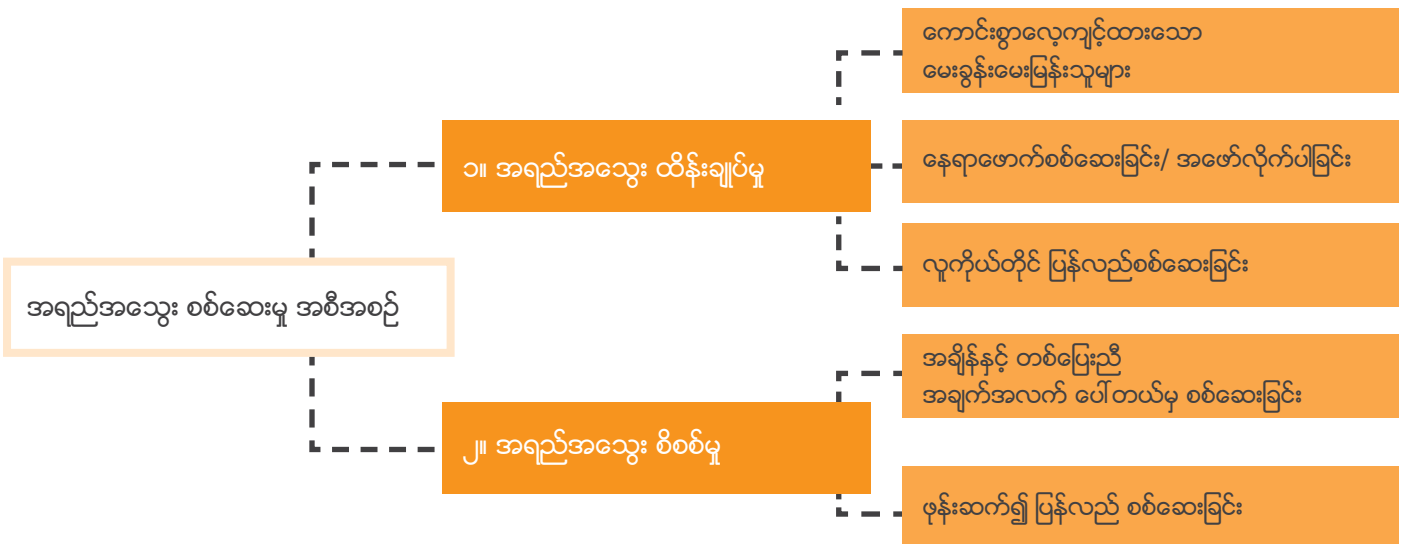 အရည်အသွေး စစ်ဆေးမှု အစီအစဉ်
၁။ အရည်အသွေး ထိန်းချုပ်မှု
ကောင်းစွာလေ့ကျင့်ထားသော
မေးခွန်းမေးမြန်းသူများ
နေရာဖောက်စစ်ဆေးခြင်း/ အဖော်လိုက်ပါခြင်း
လူကိုယ်တိုင် ပြန်လည်စစ်ဆေးခြင်း
၂။ အရည်အသွေး စိစစ်မှု
အချိန်နှင့် တစ်ပြေးညီ
အချက်အလက် ပေါ်တယ်မှ စစ်ဆေးခြင်း
ဖုန်းဆက်၍ ပြန်လည် စစ်ဆေးခြင်း